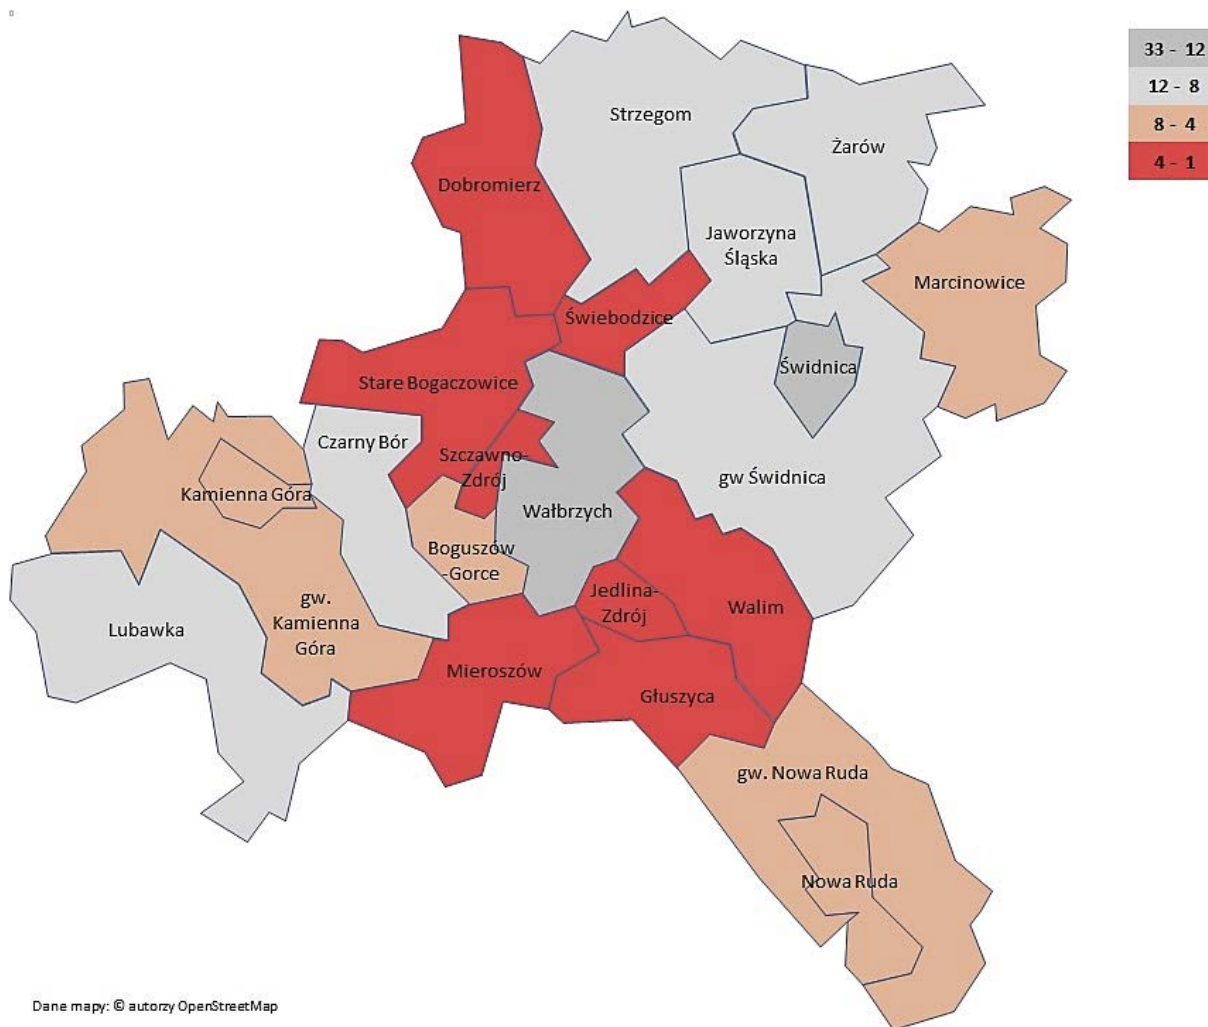 33 - 12
12 - 8
8 - 4
4 - 1
Strzegom
Żarów
Dobromierz
Jaworzyna
Śląska
Marcinowice
Świebodzice
Świdnica
Stare Bogaczowice
Czarny Bór
Szczawno-
Zdrój
gw Świdnica
Kamienna Góra
Wałbrzych
Boguszów
-Gorce
Jedlina-
Zdrój
Walim
gw.
Kamienna
Góra
Lubawka
Mieroszów
Głuszyca
gw. Nowa Ruda
Nowa Ruda
Dane mapy: © autorzy OpenStreetMap